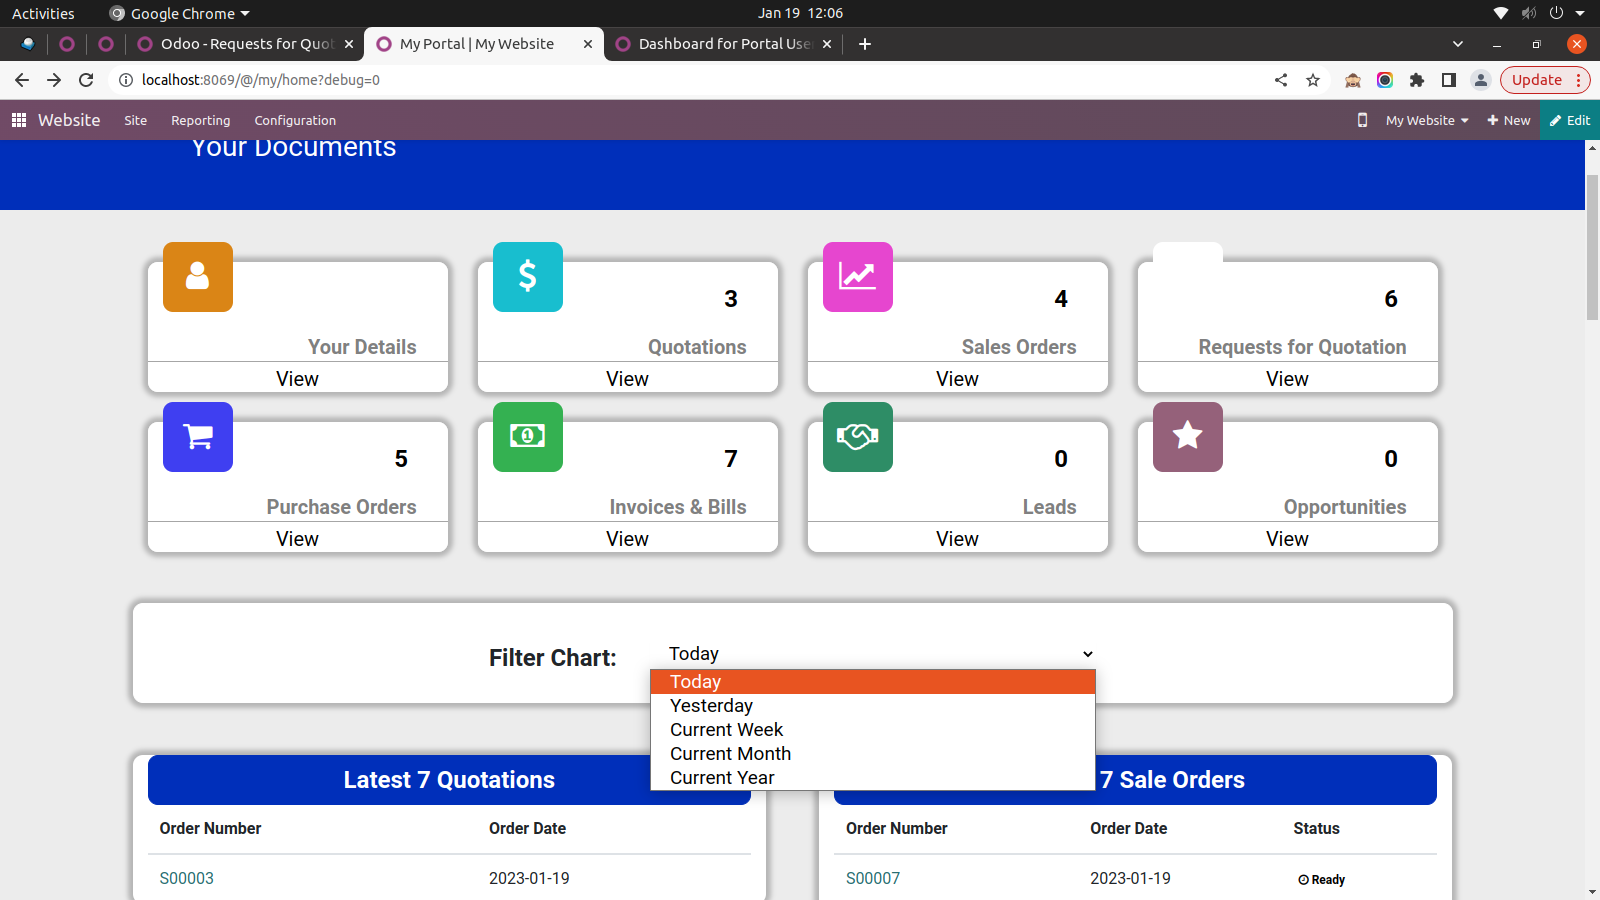 Activities Google Chrome Jan 19 12:06
Odoo - Requests for Quot My Portal | My Website Dashboard for Portal Use
localhost:8069/@/my/home?debug=0 Update
Website Site Reporting Configuration My Website New Edit
Your Documents
3 4 6
Your Details Quotations Sales Orders Requests for Quotation
View View View View
5 7 0 0
Purchase Orders Invoices & Bills Leads Opportunities
View View View View
Filter Chart: Today
Today
Yesterday
Current Week
Current Month
Current Year
Latest 7 Quotations 7 Sale Orders
Order Number Order Date Order Number Order Date Status
S00003 2023-01-19 S00007 2023-01-19 Ready